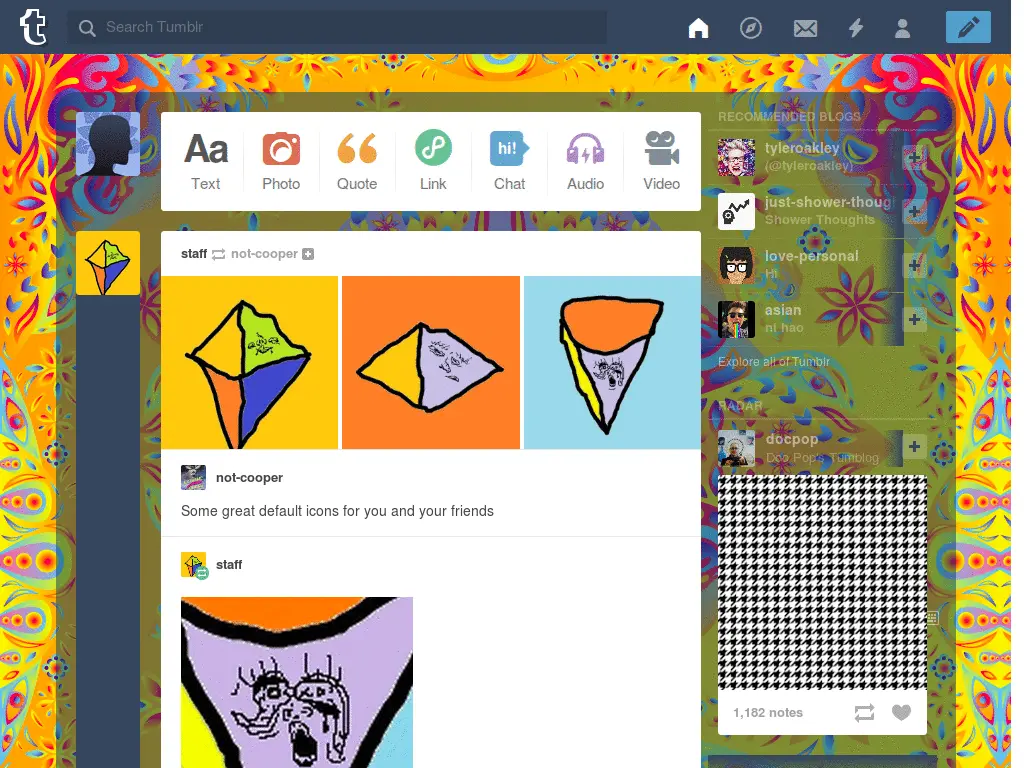 t
Search Tumblr
Aa
hi!
Text
Photo
Quote
Link
Chat
Audio
Video
staff not-cooper
not-cooper
Some great default icons for you and your friends
staff
RECOMMENDED BLOGS
tyleroakley
(@tyleroakley)
just-shower-thoug
Shower Thoughts
love-personal
Hi
asian
ni hao
Explore all of Tumblr
RADAR
docpop
Doc Pop's Tumblog
1,182 notes